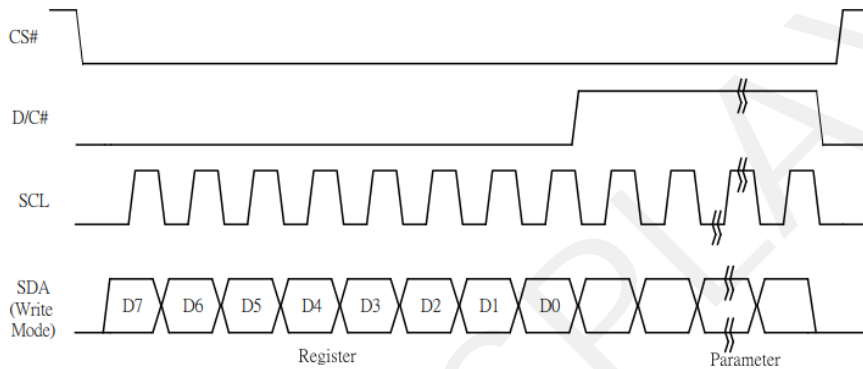 CS#
D/C#
SCL
SDA
(Write
Mode)
D7 D6 D5 D4 D3 D2 D1 D0
Register
Parameter